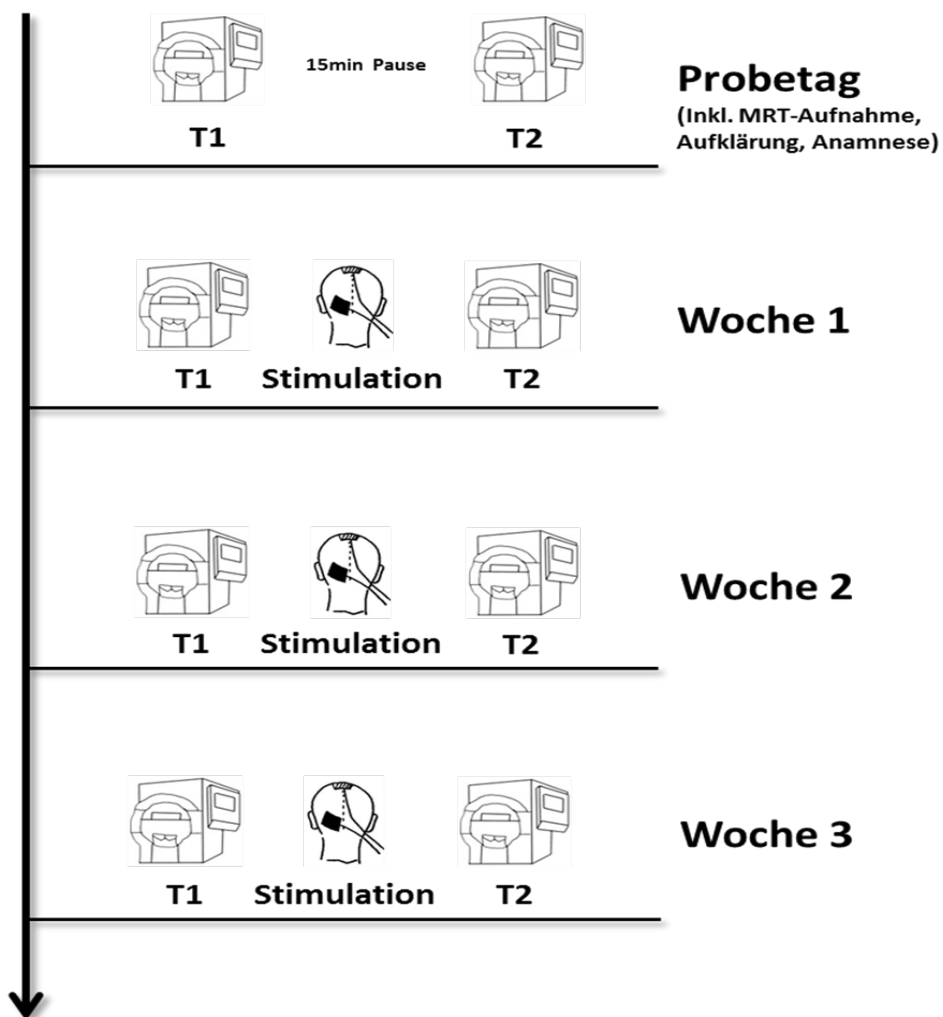 15min Pause
T1
T2
Probetag
(Inkl. MRT-Aufnahme,
Aufklärung, Anamnese)
T1
Stimulation
T2
Woche 1
T1
Stimulation
T2
Woche 2
T1
Stimulation
T2
Woche 3